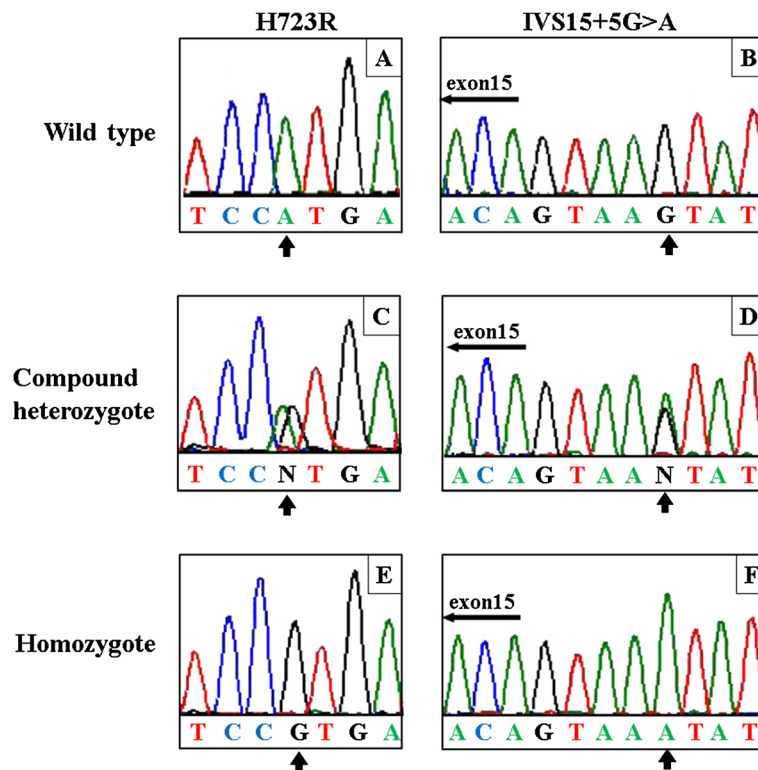 H723R IVS15+5G>A
A B
exon15
Wild type
T C C A T G A A C A G T A A G T A T
C D
exon15
Compound
heterozygote
T C C N T G A A C A G T A A N T A T
E F
exon15
Homozygote
T C C G T G A A C A G T A A A T A T